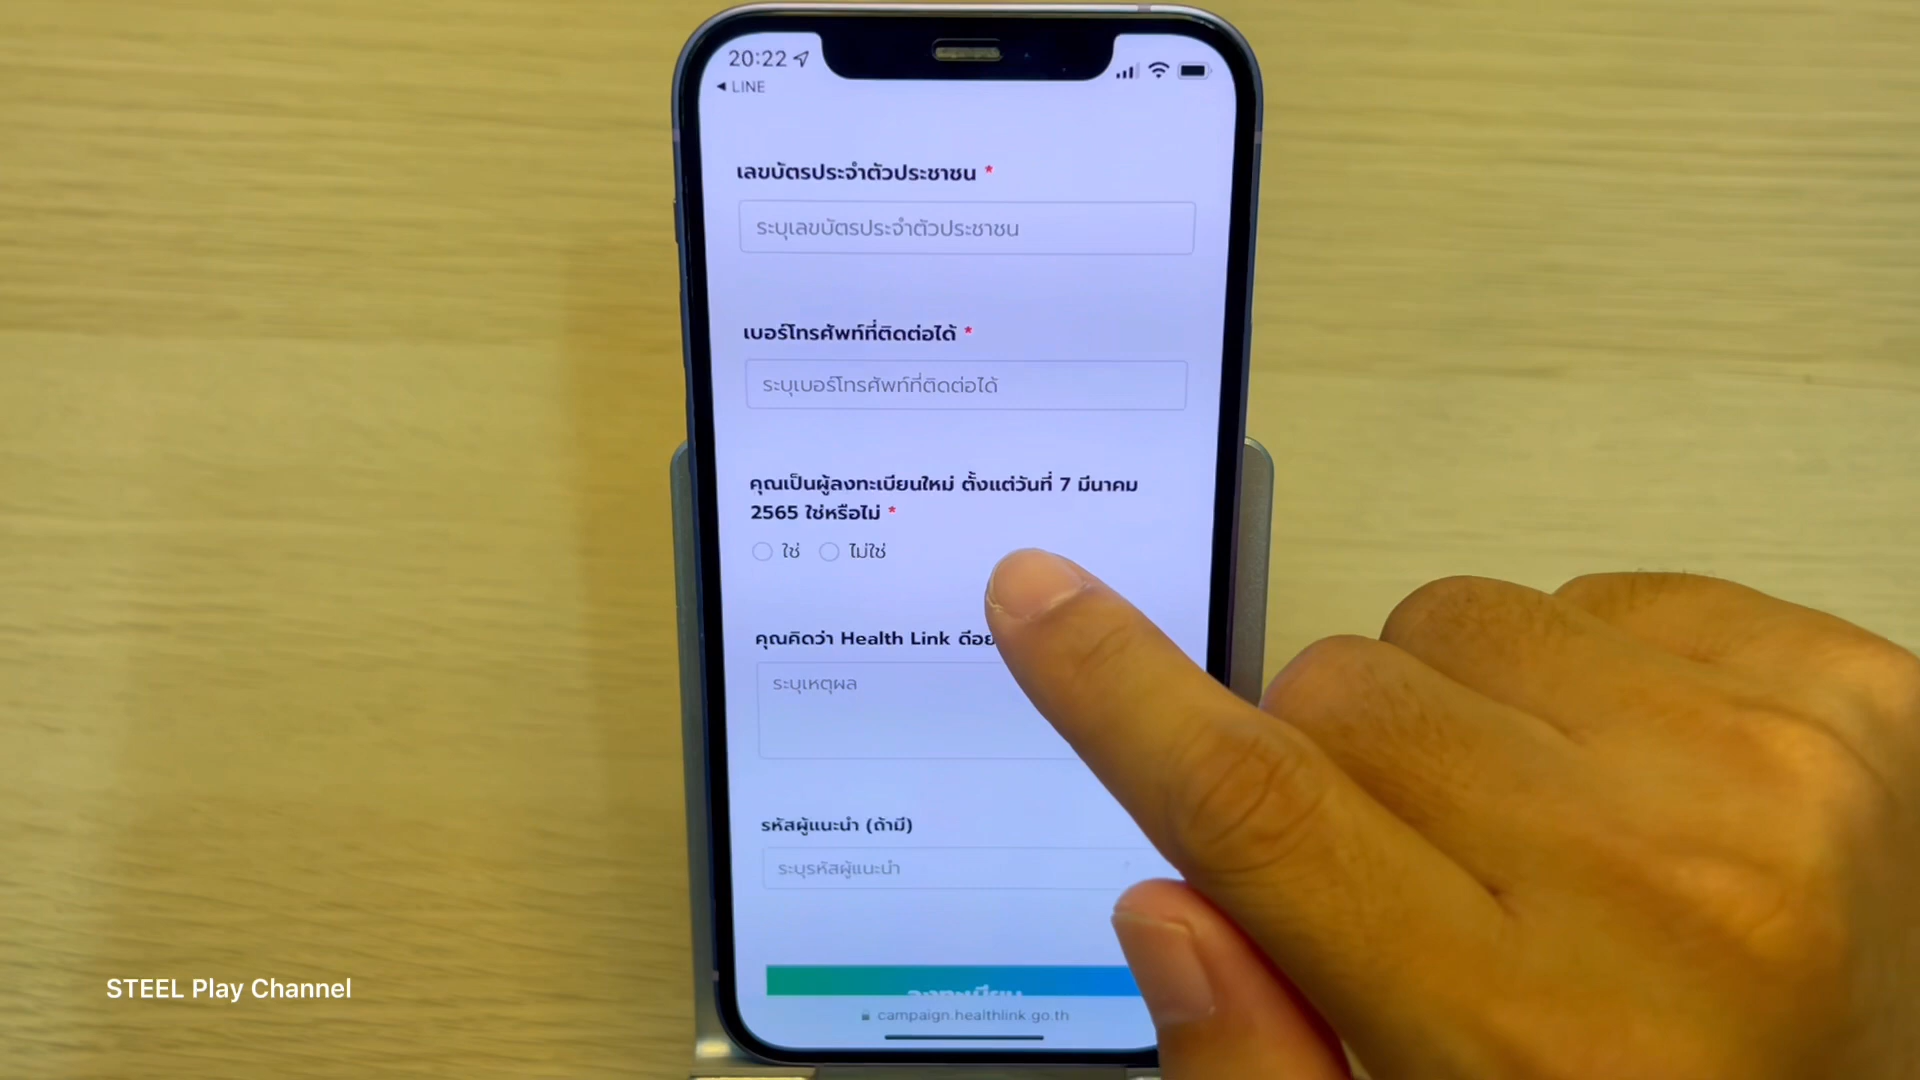 20:22
◀ LINE
เลขบัตรประจำตัวประชาชน *
ระบุเลขบัตรประจำตัวประชาชน
เบอร์โทรศัพท์ที่ติดต่อได้ *
ระบุเบอร์โทรศัพท์ที่ติดต่อได้
คุณเป็นผู้ลงทะเบียนใหม่ ตั้งแต่วันที่ 7 มีนาคม
2565 ใช่หรือไม่ *
ใช่ ไม่ใช่
คุณคิดว่า Health Link
ระบุเหตุผล
รหัสผู้แนะนำ (ถ้ามี)
ระบุรหัสผู้แนะนำ
campaign.healthlink.go.th
STEEL Play Channel